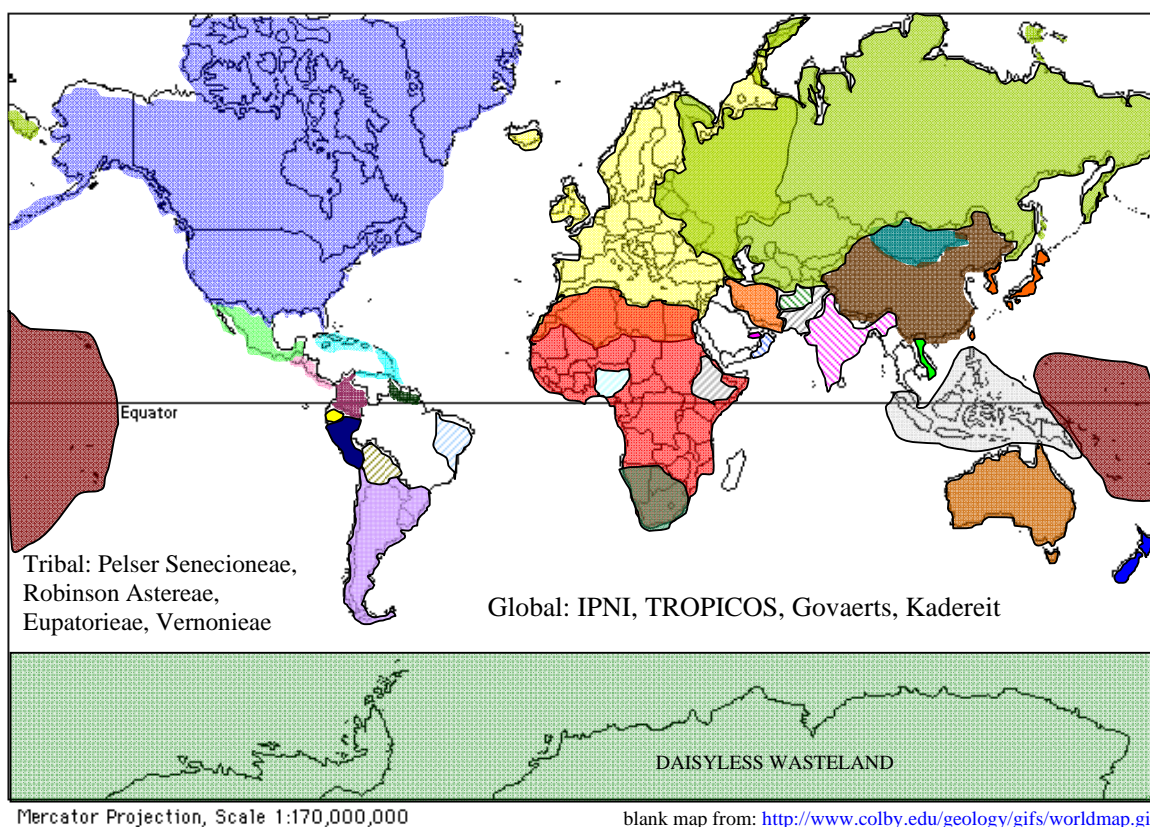 Equator
Tribal: Pelser Senecioneae,
Robinson Astereae,
Eupatorieae, Vernonieae
Global: IPNI, TROPICOS, Govaerts, Kadereit
DAISYLESS WASTELAND
Mercator Projection, Scale 1:170,000,000
blank map from: http://www.colby.edu/geology/gifs/worldmap.gi